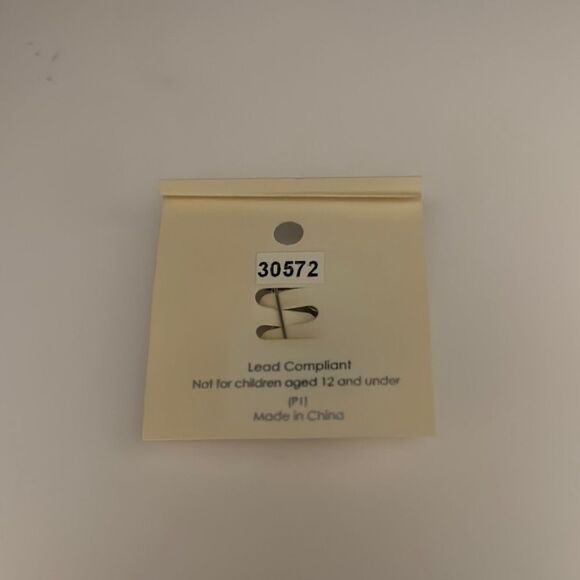 30572
Lead Compliant
Not for children aged 12 and under
[P1]
Made in China